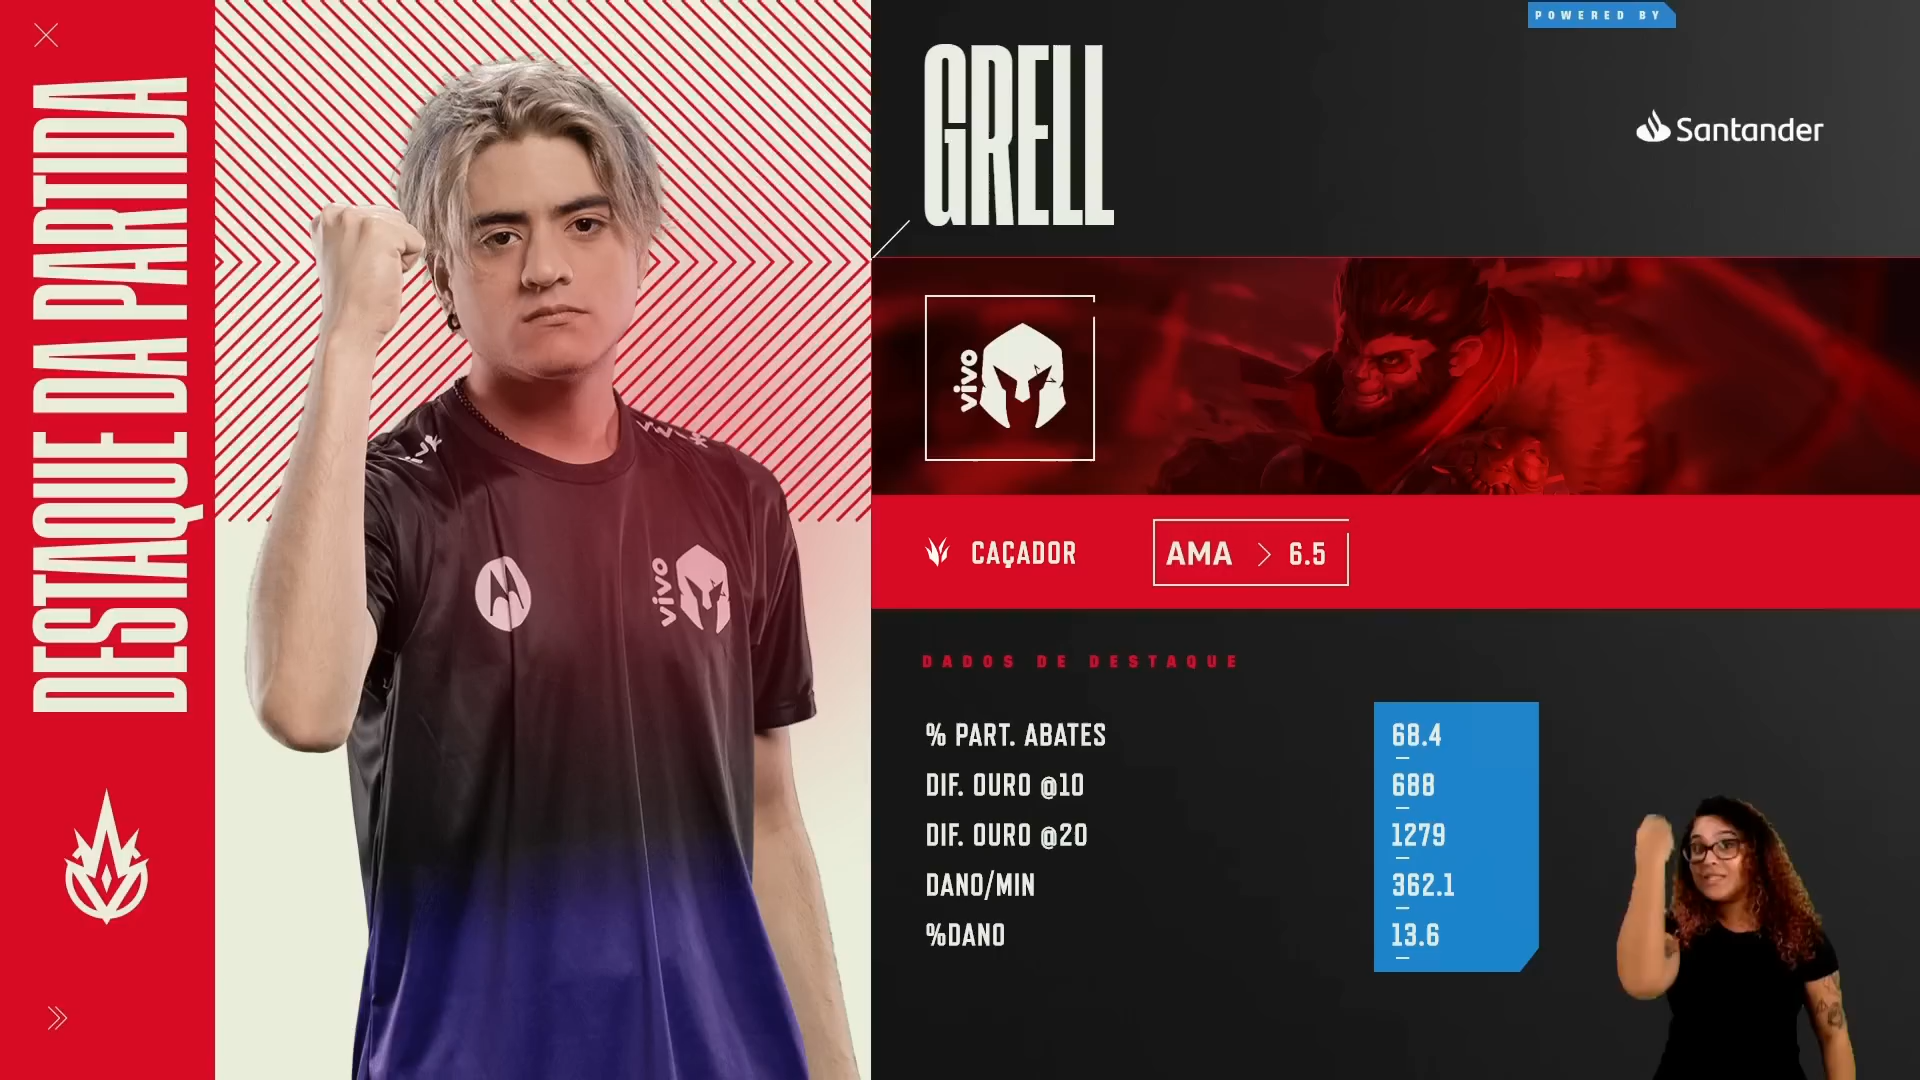 DESTAQUE DA PARTIDA
POWERED BY
GRELL
Santander
vivo
vivo
CAÇADOR
AMA > 6.5
DADOS DE DESTAQUE
% PART. ABATES 68.4
DIF. OURO @10 688
DIF. OURO @20 1279
DANO/MIN 362.1
%DANO 13.6